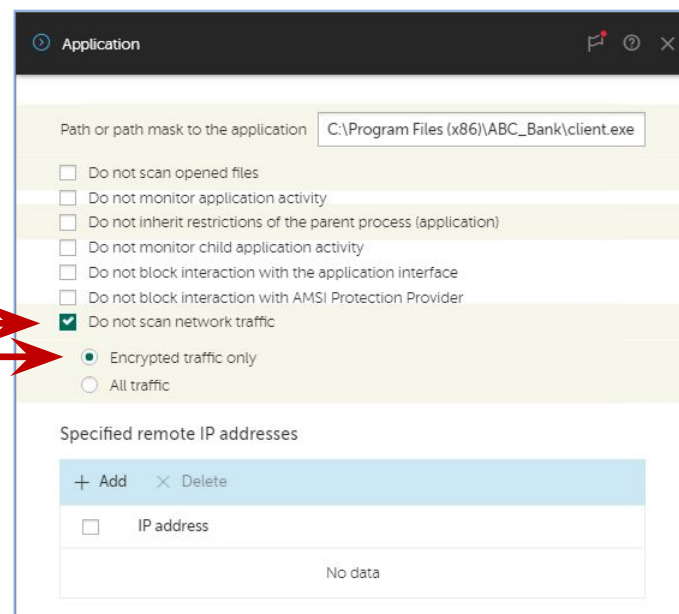 Application
Path or path mask to the application C:\Program Files (x86)\ABC_Bank\client.exe
Do not scan opened files
Do not monitor application activity
Do not inherit restrictions of the parent process (application)
Do not monitor child application activity
Do not block interaction with the application interface
Do not block interaction with AMSI Protection Provider
Do not scan network traffic
Encrypted traffic only
All traffic
Specified remote IP addresses
+ Add × Delete
IP address
No data